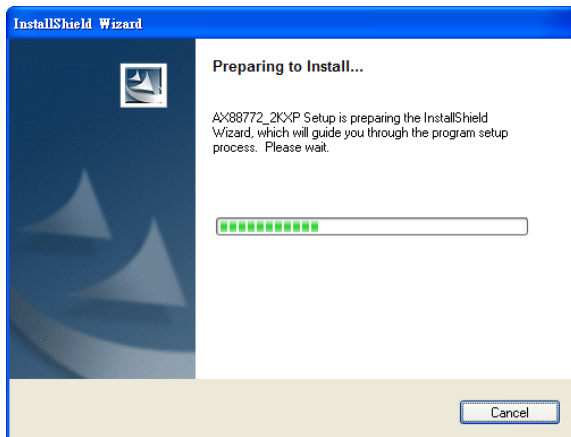 InstallShield Wizard
Preparing to Install...
AX88772_2KXP Setup is preparing the InstallShield
Wizard, which will guide you through the program setup
process. Please wait.
Cancel